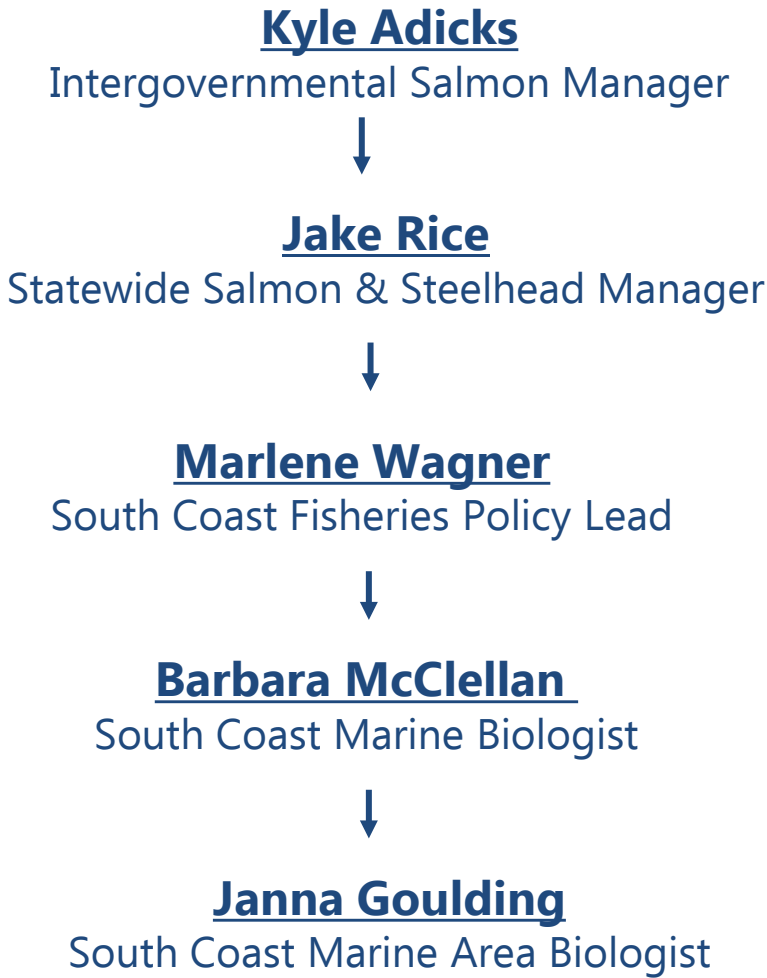 Kyle Adicks
Intergovernmental Salmon Manager
Jake Rice
Statewide Salmon & Steelhead Manager
Marlene Wagner
South Coast Fisheries Policy Lead
Barbara McClellan
South Coast Marine Biologist
Janna Goulding
South Coast Marine Area Biologist